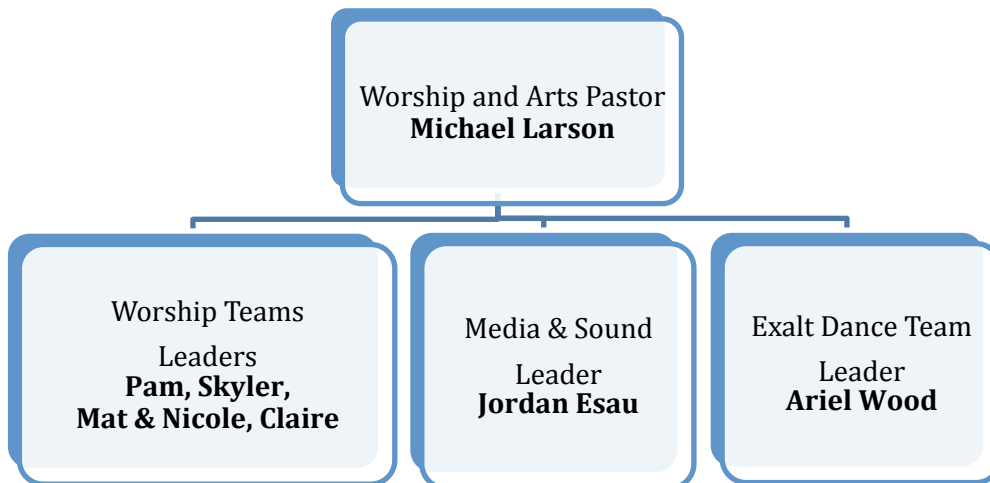 Worship and Arts Pastor
Michael Larson
Worship Teams
Leaders
Pam, Skyler,
Mat & Nicole, Claire
Media & Sound
Leader
Jordan Esau
Exalt Dance Team
Leader
Ariel Wood